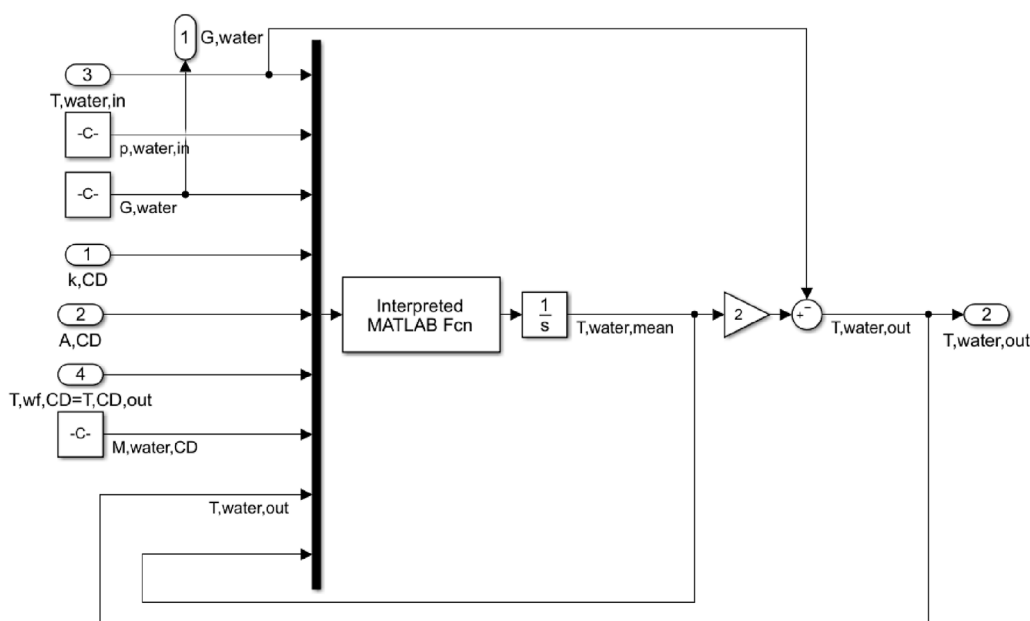 1
G,water
3
T,water,in
-C-
p,water,in
-C-
G,water
1
k,CD
2
A,CD
4
T,wf,CD=T,CD,out
-C-
M,water,CD
T,water,out
Interpreted
MATLAB Fcn
1
s
T,water,mean
2
+
−
T,water,out
2
T,water,out